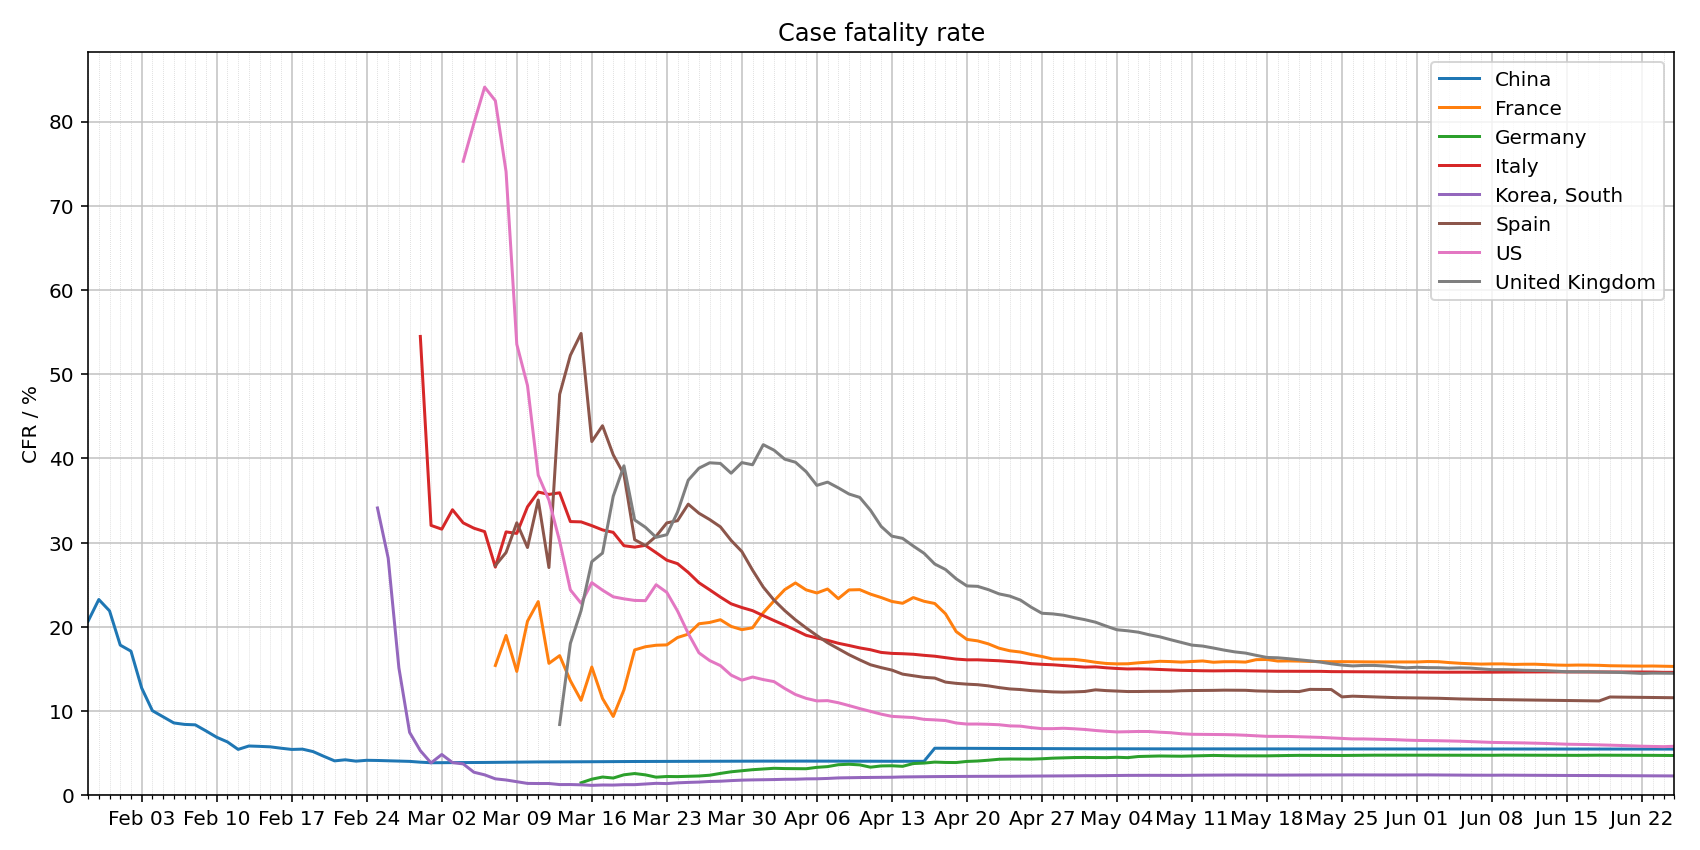 Case fatality rate
CFR / %
80
70
60
50
40
30
20
10
0
China
France
Germany
Italy
Korea, South
Spain
US
United Kingdom
Feb 03 Feb 10 Feb 17 Feb 24 Mar 02 Mar 09 Mar 16 Mar 23 Mar 30 Apr 06 Apr 13 Apr 20 Apr 27 May 04 May 11 May 18 May 25 Jun 01 Jun 08 Jun 15 Jun 22